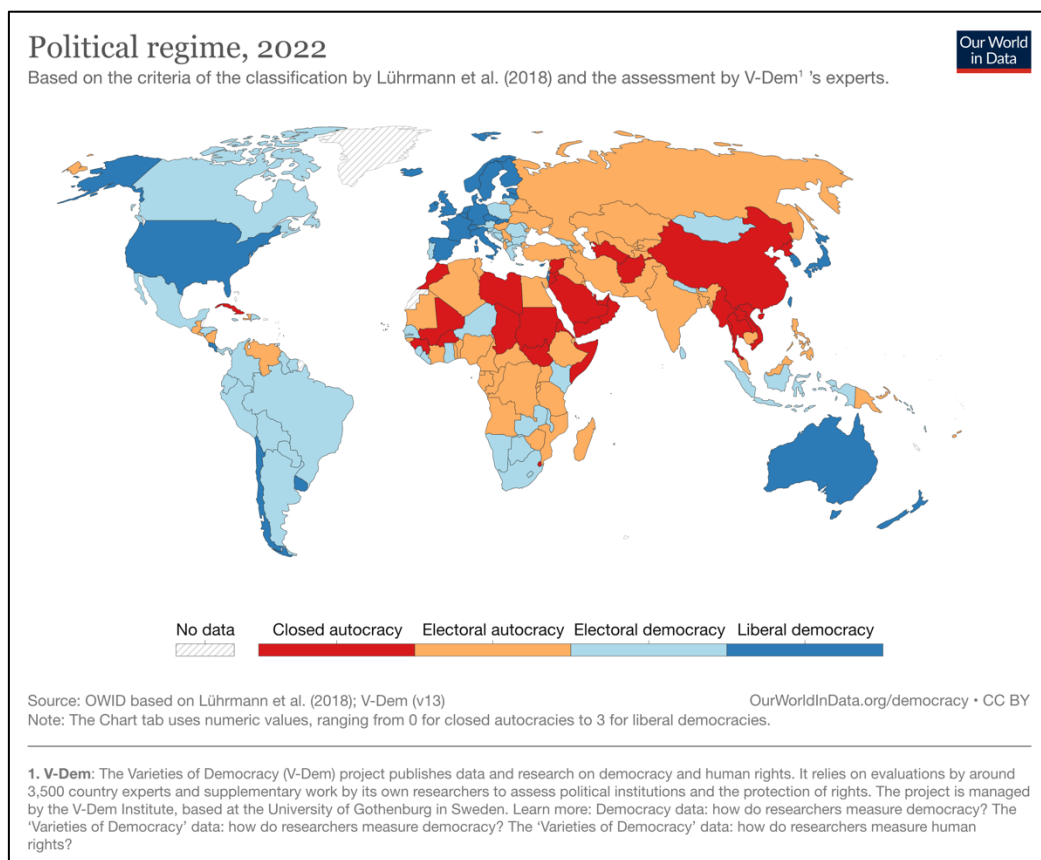 Political regime, 2022
Our World
in Data
Based on the criteria of the classification by Lührmann et al. (2018) and the assessment by V-Dem¹ 's experts.
No data
Closed autocracy
Electoral autocracy
Electoral democracy
Liberal democracy
Source: OWID based on Lührmann et al. (2018); V-Dem (v13)
OurWorldInData.org/democracy • CC BY
Note: The Chart tab uses numeric values, ranging from 0 for closed autocracies to 3 for liberal democracies.
1. V-Dem: The Varieties of Democracy (V-Dem) project publishes data and research on democracy and human rights. It relies on evaluations by around
3,500 country experts and supplementary work by its own researchers to assess political institutions and the protection of rights. The project is managed
by the V-Dem Institute, based at the University of Gothenburg in Sweden. Learn more: Democracy data: how do researchers measure democracy? The
‘Varieties of Democracy’ data: how do researchers measure democracy? The ‘Varieties of Democracy’ data: how do researchers measure human
rights?